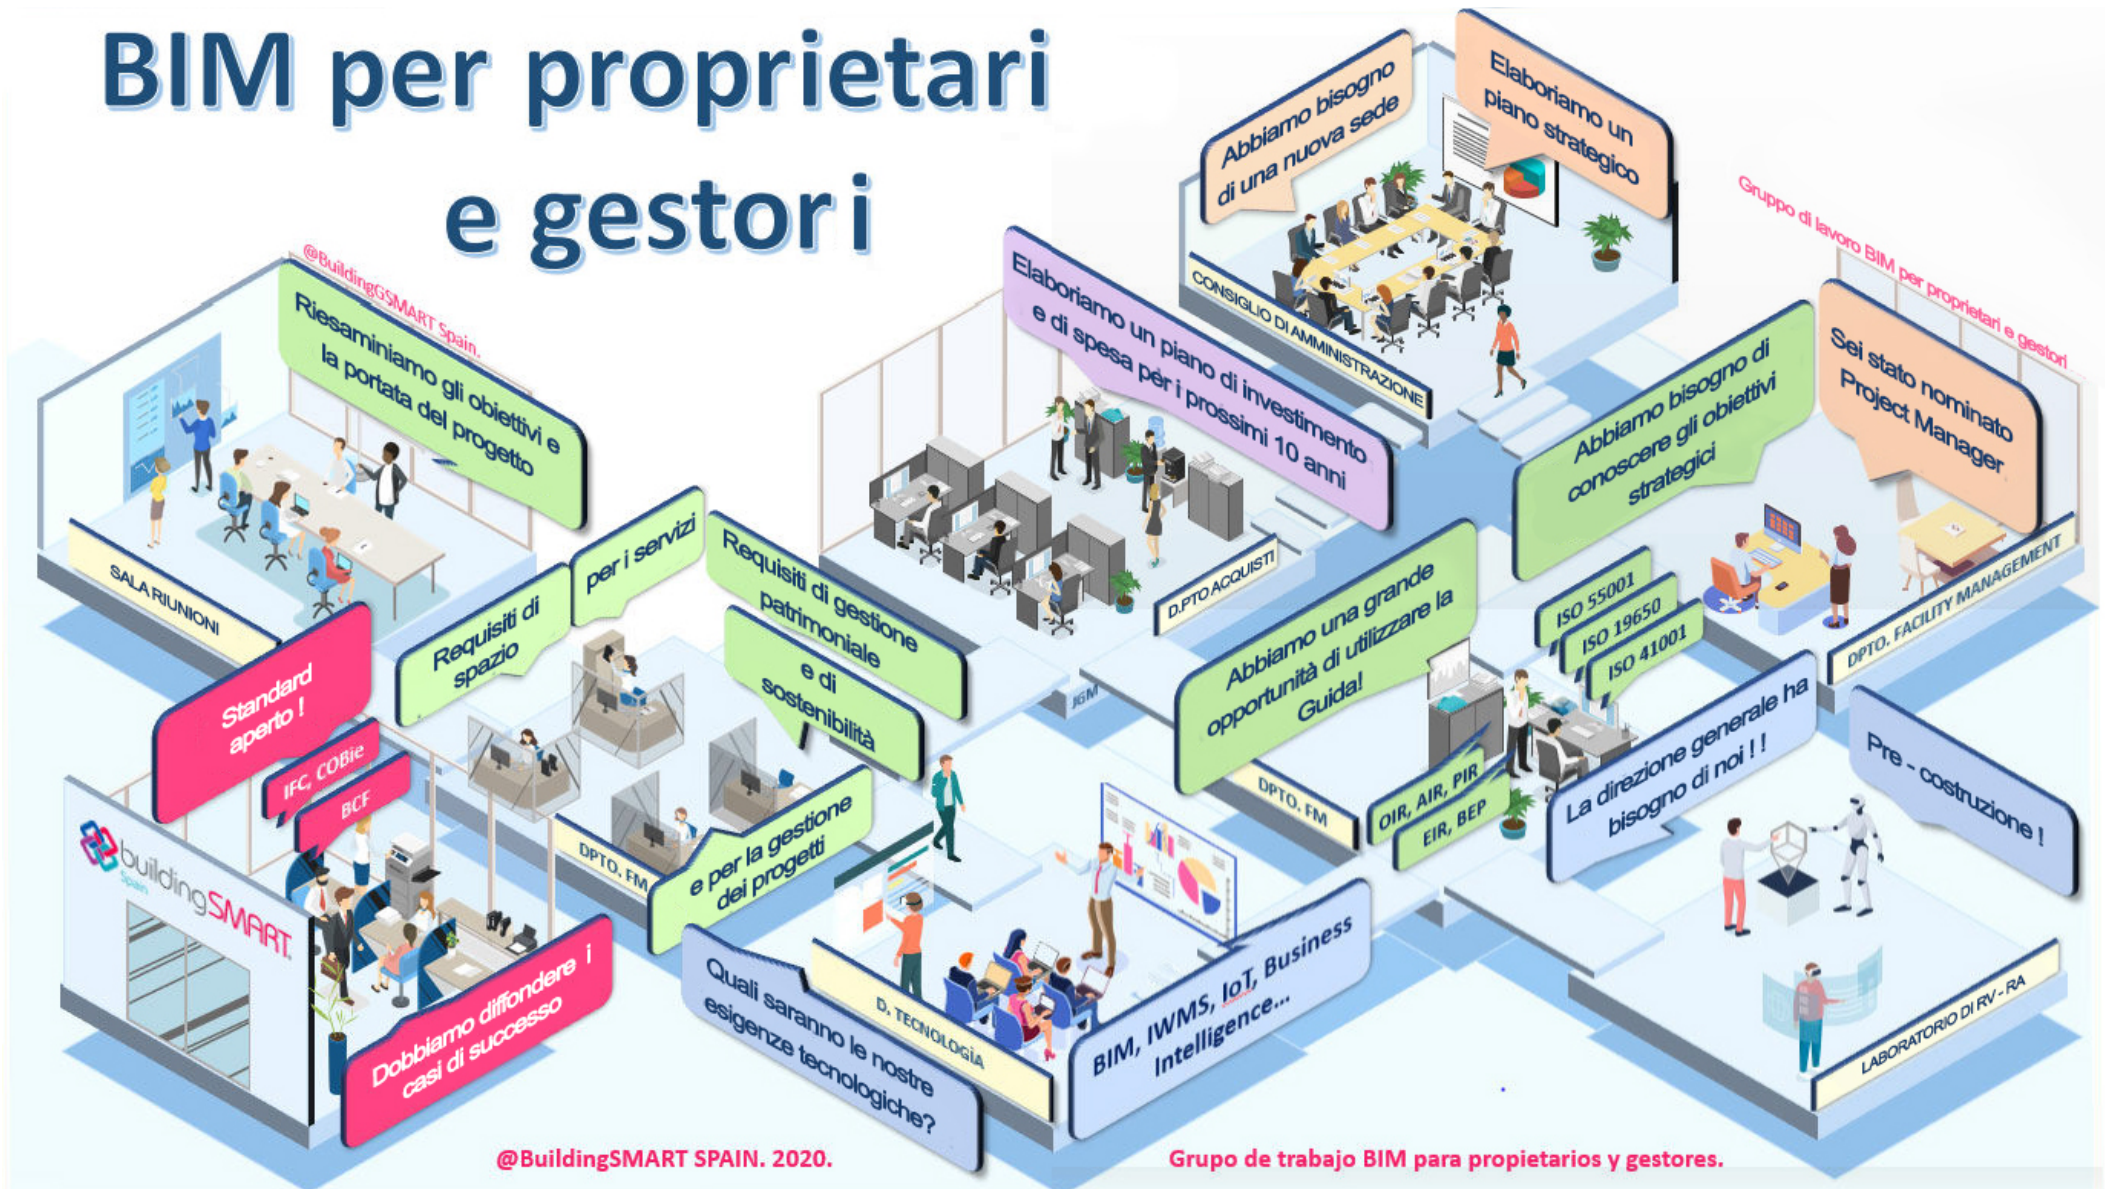 BIM per proprietari
e gestori
@BuildingGSMART Spain.
Riesaminiamo gli obiettivi e
la portata del progetto
SALA RIUNIONI
Abbiamo bisogno
di una nuova sede
Elaboriamo un
piano strategico
CONSIGLIO DI AMMINISTRAZIONE
Gruppo di lavoro BIM per proprietari e gestori
Elaboriamo un piano di investimento
e di spesa per i prossimi 10 anni
D.PTO ACQUISTI
Abbiamo bisogno di
conoscere gli obiettivi
strategici
Sei stato nominato
Project Manager
DPTO. FACILITY MANAGEMENT
Requisiti di
spazio
per i servizi
Requisiti di gestione
patrimoniale
e di
sostenibilità
e per la gestione
dei progetti
DPTO. FM
J6M
Abbiamo una grande
opportunità di utilizzare la
Guida!
ISO 55001
ISO 19650
ISO 41001
DPTO. FM
OIR, AIR, PIR
EIR, BEP
Standard
aperto !
IFC, COBie
BCF
buildingSMART.
Spain
Dobbiamo diffondere i
casi di successo
Quali saranno le nostre
esigenze tecnologiche?
D. TECNOLOGÌA
BIM, IWMS, IoT, Business
Intelligence...
La direzione generale ha
bisogno di noi ! !
Pre - costruzione !
LABORATORIO DI RV - RA
@BuildingSMART SPAIN. 2020.
Grupo de trabajo BIM para propietarios y gestores.